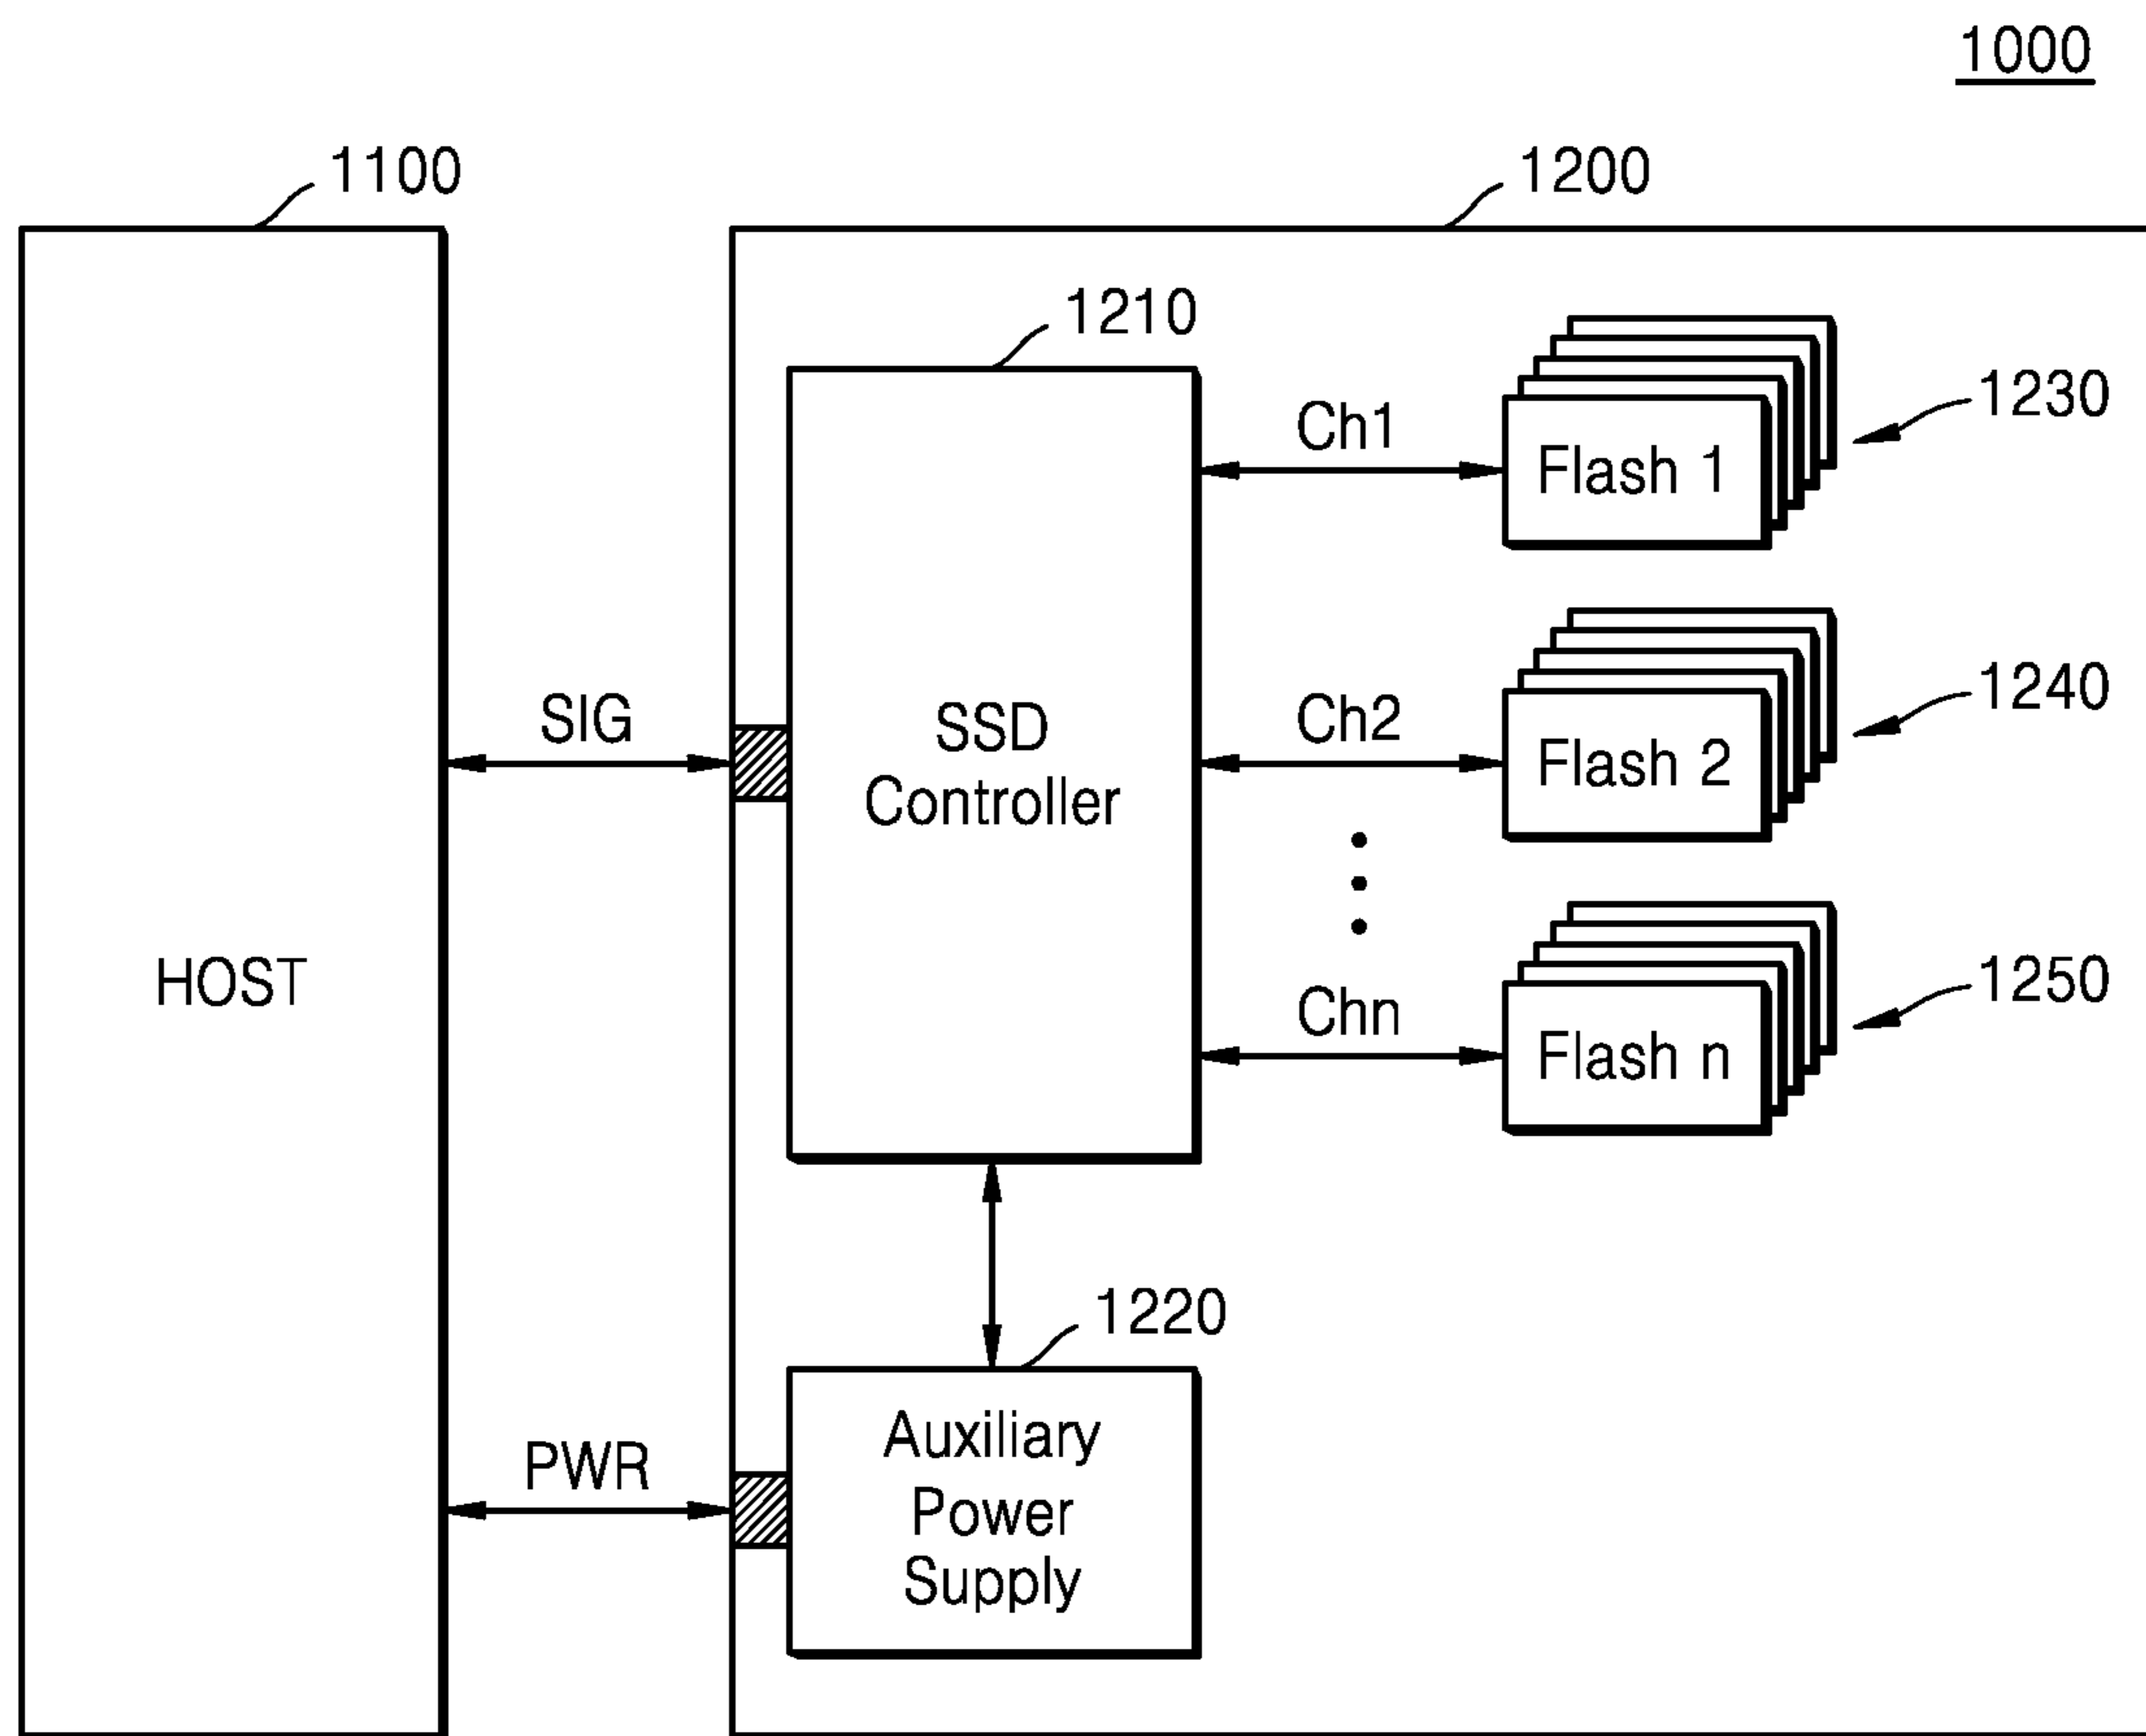 1000
1100
1200
1210
Ch1
Flash 1
1230
SIG
SSD
Controller
Ch2
Flash 2
1240
HOST
Chn
Flash n
1250
1220
PWR
Auxiliary
Power
Supply